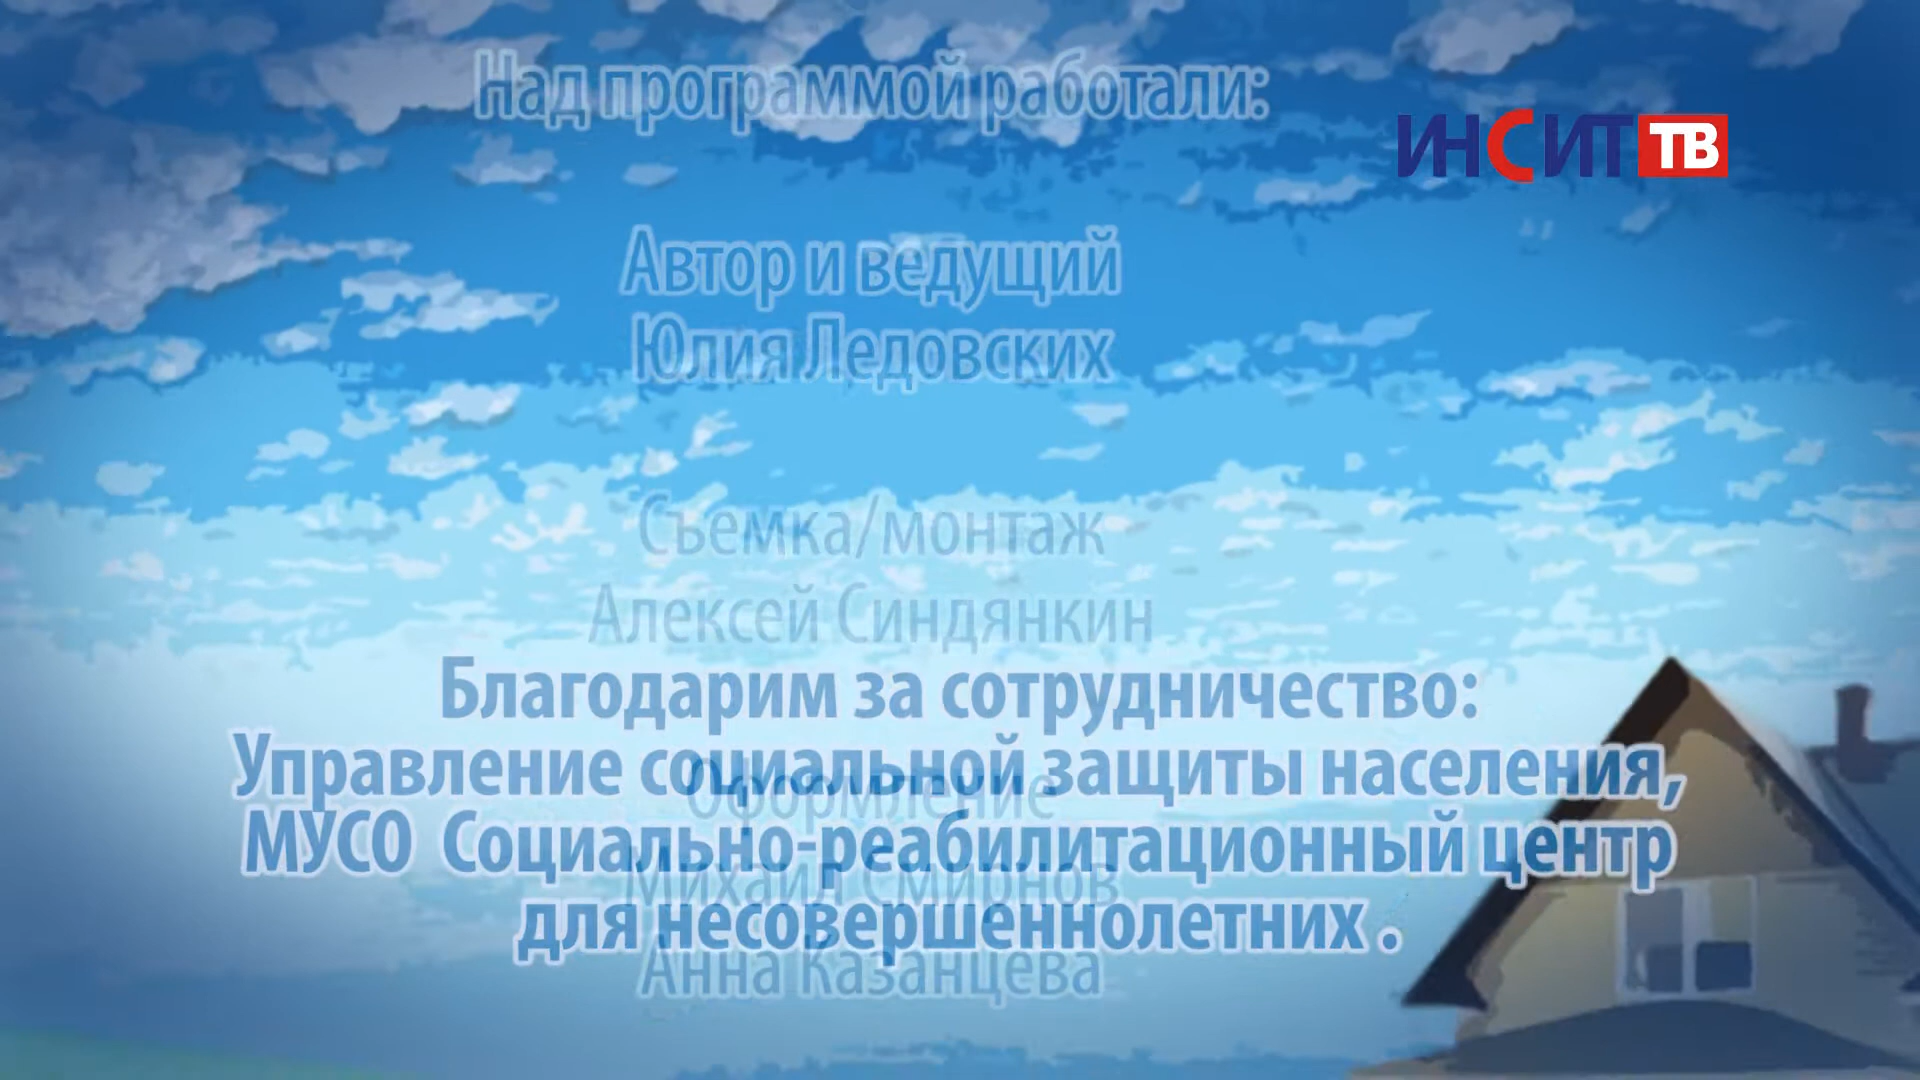 Над программой работали:
ИНСИТ ТВ
Автор и ведущий
Юлия Ледовских
Съемка/монтаж
Алексей Синдянкин
Благодарим за сотрудничество:
Управление социальной защиты населения,
Оформление
МУСО Социально-реабилитационный центр
Михаил Смирнов
для несовершеннолетних .
Анна Казанцева